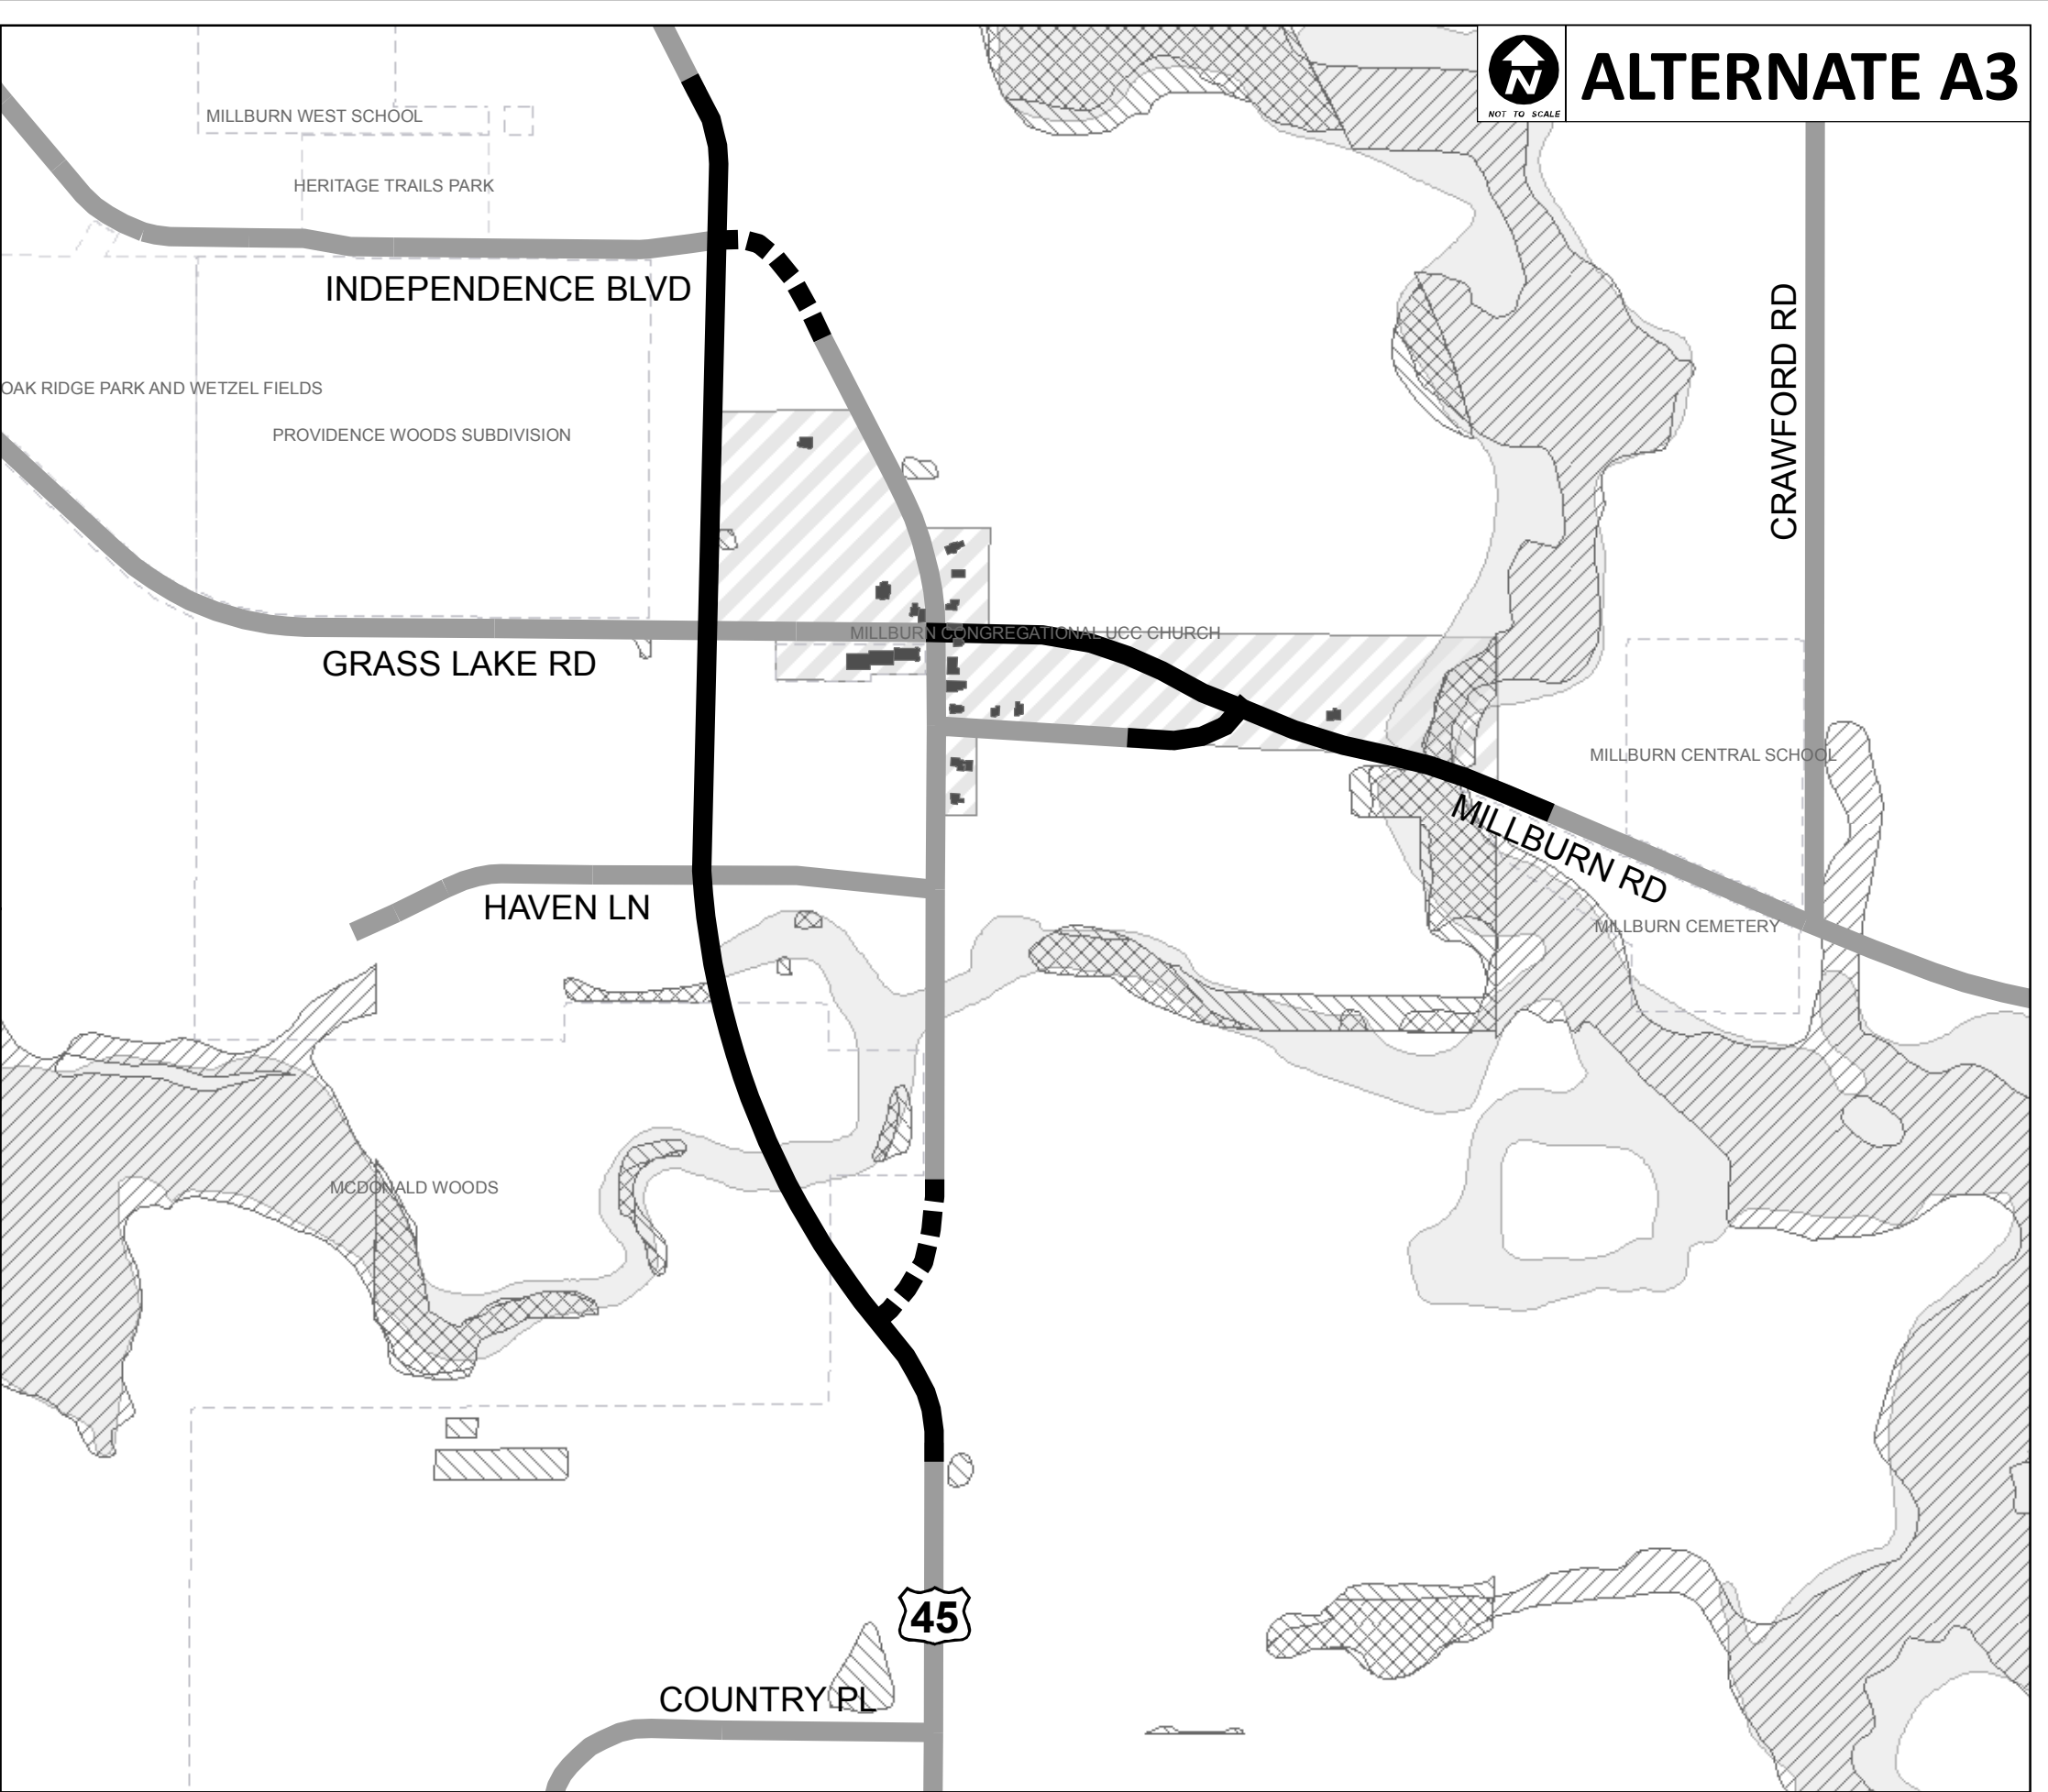 N
NOT TO SCALE
ALTERNATE A3
MILLBURN WEST SCHOOL
HERITAGE TRAILS PARK
INDEPENDENCE BLVD
CRAWFORD RD
OAK RIDGE PARK AND WETZEL FIELDS
PROVIDENCE WOODS SUBDIVISION
MILLBURN CONGREGATIONAL UCC CHURCH
GRASS LAKE RD
MILLBURN CENTRAL SCHOOL
MILLBURN RD
HAVEN LN
MILLBURN CEMETERY
MCDONALD WOODS
45
COUNTRY PL